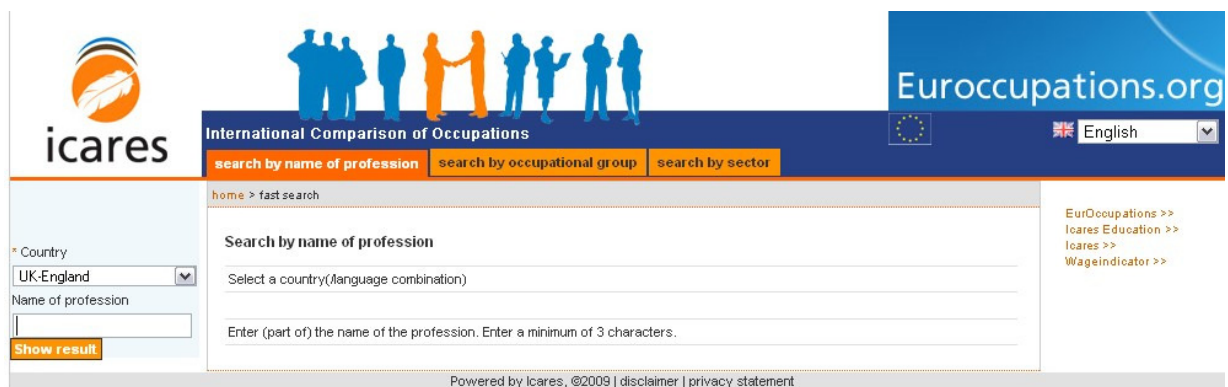 icares
Euroccupations.org
International Comparison of Occupations
English
search by name of profession
search by occupational group
search by sector
home > fast search
* Country
UK-England
Name of profession
Show result
Search by name of profession
Select a country(/language combination)
Enter (part of) the name of the profession. Enter a minimum of 3 characters.
EurOccupations >>
Icares Education >>
Icares >>
Wageindicator >>
Powered by Icares, ©2009 | disclaimer | privacy statement